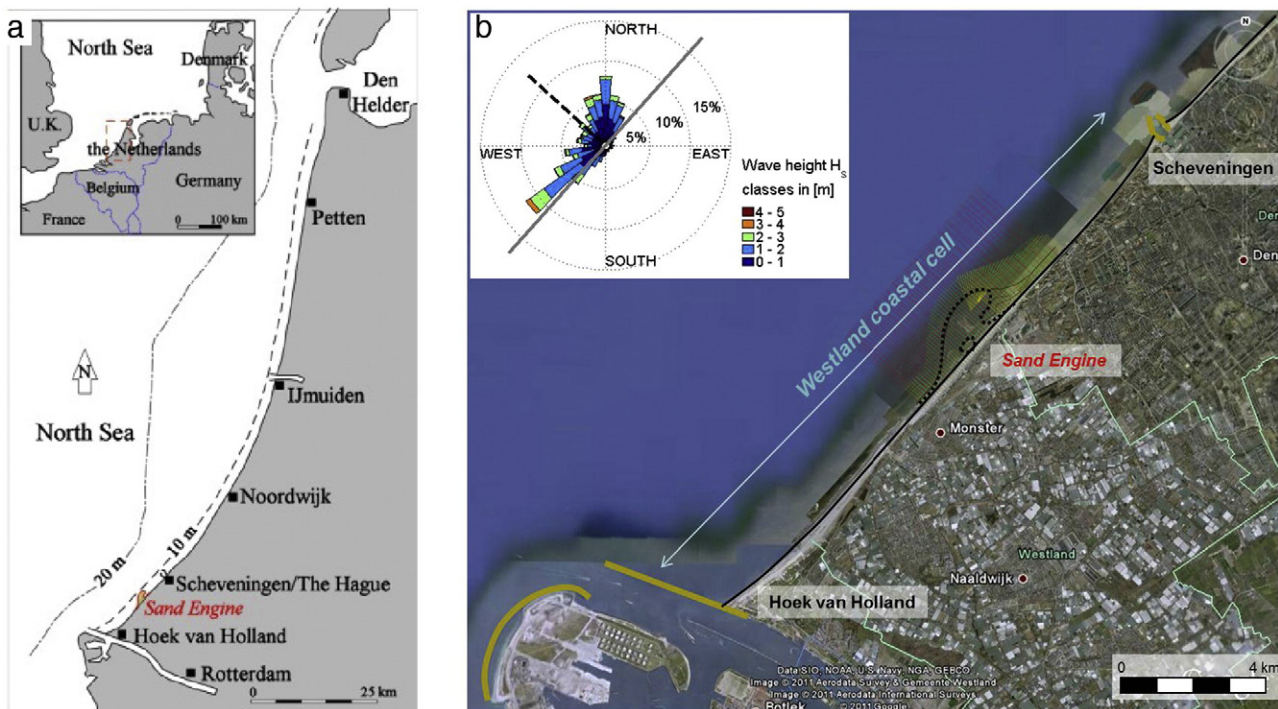 a
North Sea
Denmark
U.K.
the Netherlands
Belgium
Germany
France
0 100 km
Den
Helder
Petten
N
IJmuiden
North Sea
Noordwijk
20 m
10 m
Scheveningen/The Hague
Sand Engine
Hoek van Holland
Rotterdam
0 25 km
b
NORTH
15%
10%
5%
WEST
EAST
SOUTH
Wave height Hs
classes in [m]
4 - 5
3 - 4
2 - 3
1 - 2
0 - 1
N
Scheveningen
Den
Westland coastal cell
Sand Engine
Monster
Westland
Naaldwijk
Hoek van Holland
Data SIO, NOAA, U.S. Navy, NGA, GEBCO
Image © 2011 Aerodata Survey & Gemeente Westland
Image © 2011 Aerodata International Surveys
© 2011 Google
Botlek
0 4 km